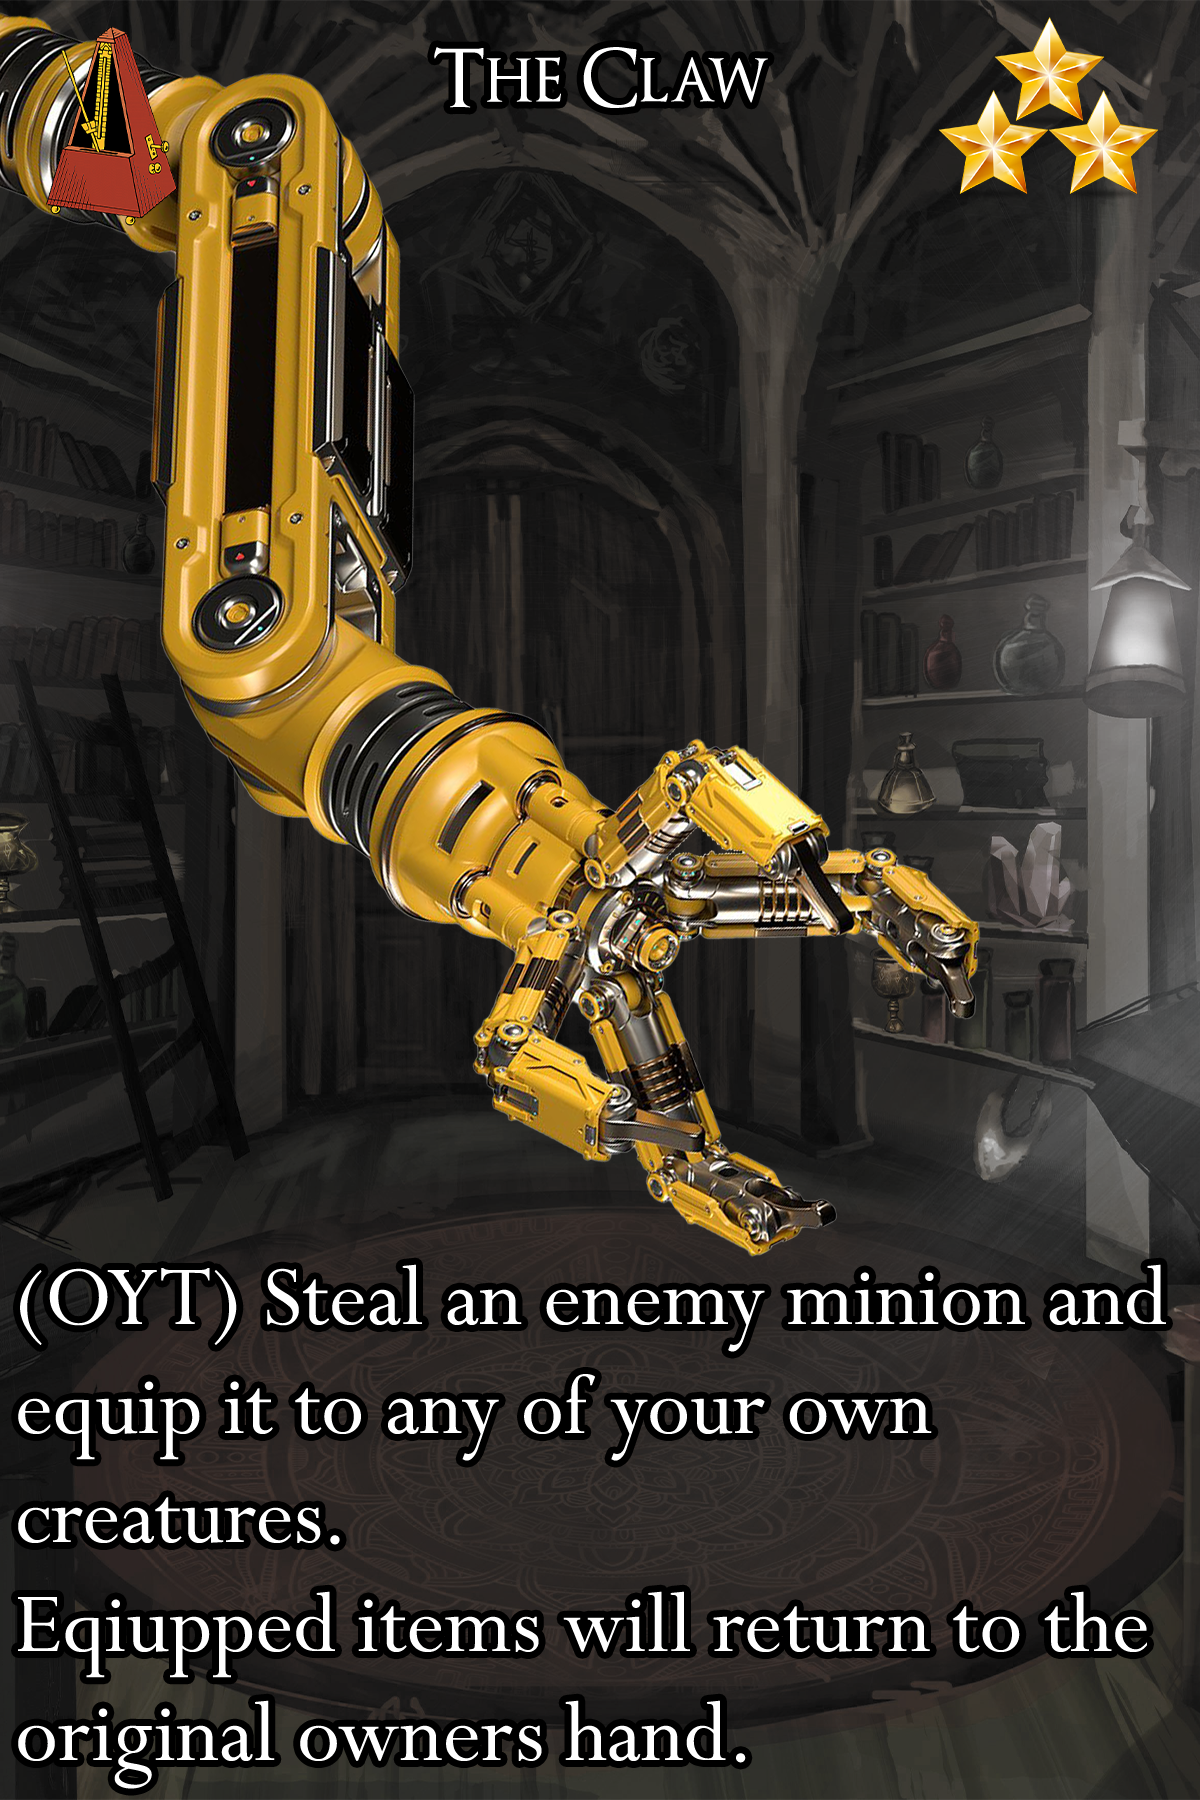 The Claw
(OYT) Steal an enemy minion and
equip it to any of your own
creatures.
Eqiupped items will return to the
original owners hand.